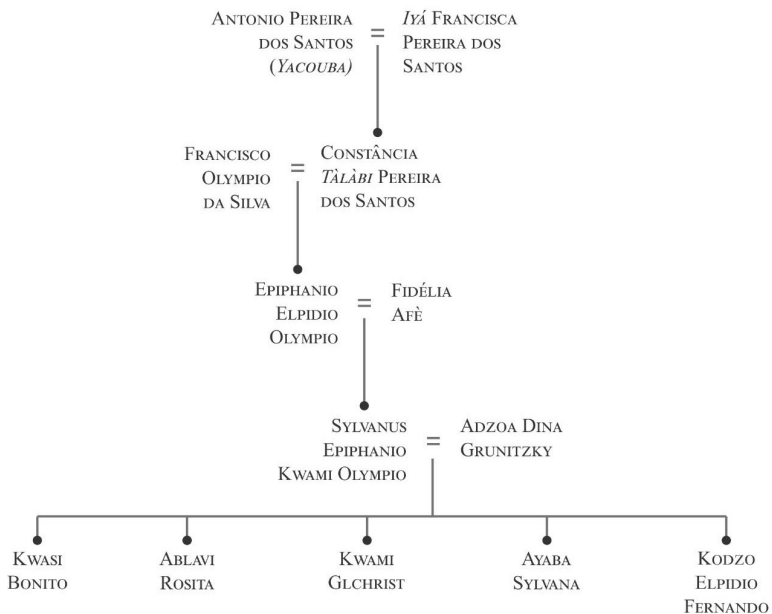 ANTONIO PEREIRA
DOS SANTOS
(YACOUBA)
=
IYÁ FRANCISCA
PEREIRA DOS
SANTOS
FRANCISCO
OLYMPIO
DA SILVA
=
CONSTÂNCIA
TÀLÀBI PEREIRA
DOS SANTOS
EPIPHANIO
ELPIDIO
OLYMPIO
=
FIDÉLIA
AFÈ
SYLVANUS
EPIPHANIO
KWAMI OLYMPIO
=
ADZOA DINA
GRUNITZKY
KWASI
BONITO
ABLAVI
ROSITA
KWAMI
GLCHRIST
AYABA
SYLVANA
KODZO
ELPIDIO
FERNANDO